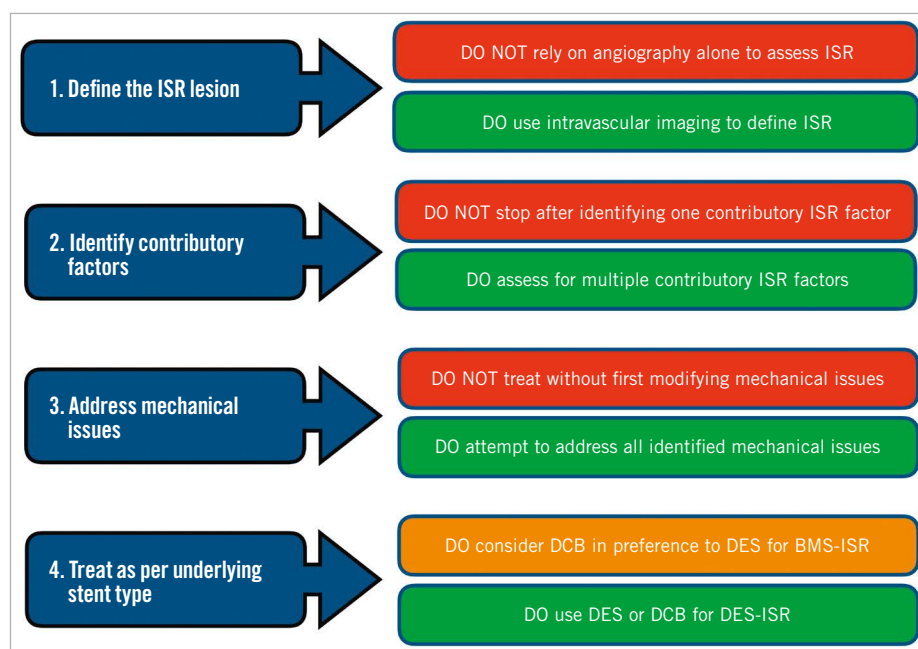 1. Define the ISR lesion
DO NOT rely on angiography alone to assess ISR
DO use intravascular imaging to define ISR
2. Identify contributory
factors
DO NOT stop after identifying one contributory ISR factor
DO assess for multiple contributory ISR factors
3. Address mechanical
issues
DO NOT treat without first modifying mechanical issues
DO attempt to address all identified mechanical issues
4. Treat as per underlying
stent type
DO consider DCB in preference to DES for BMS-ISR
DO use DES or DCB for DES-ISR